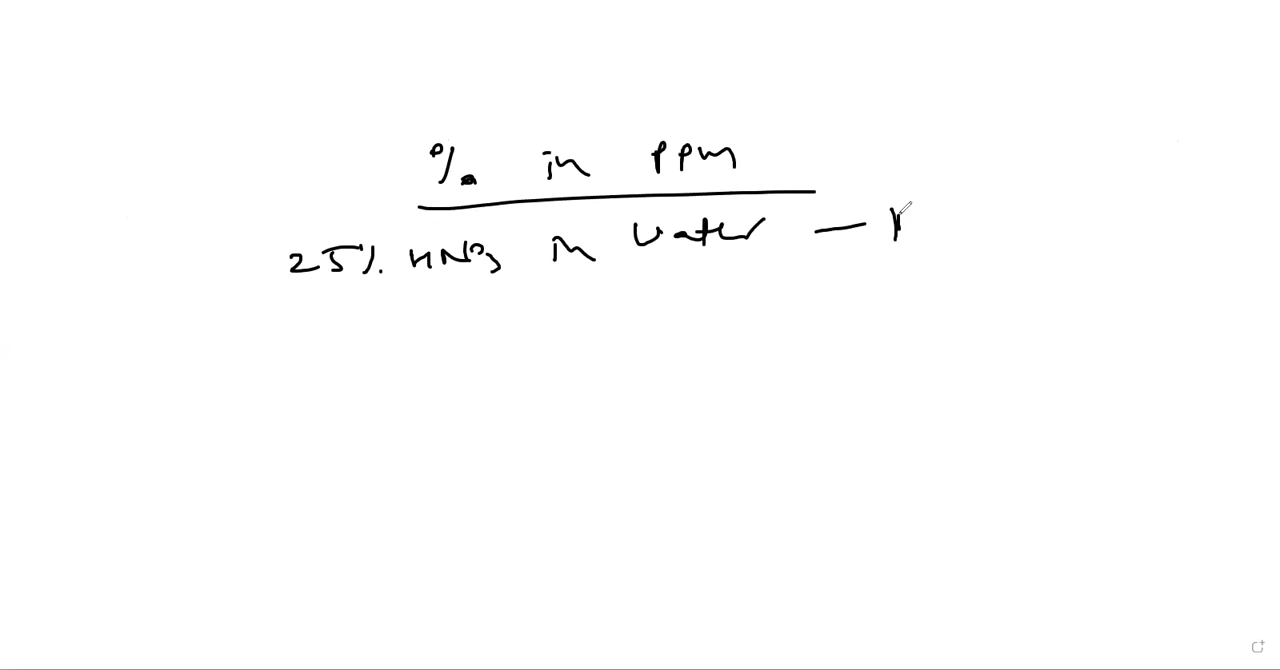 % in ppm
25% HNO3 in water —